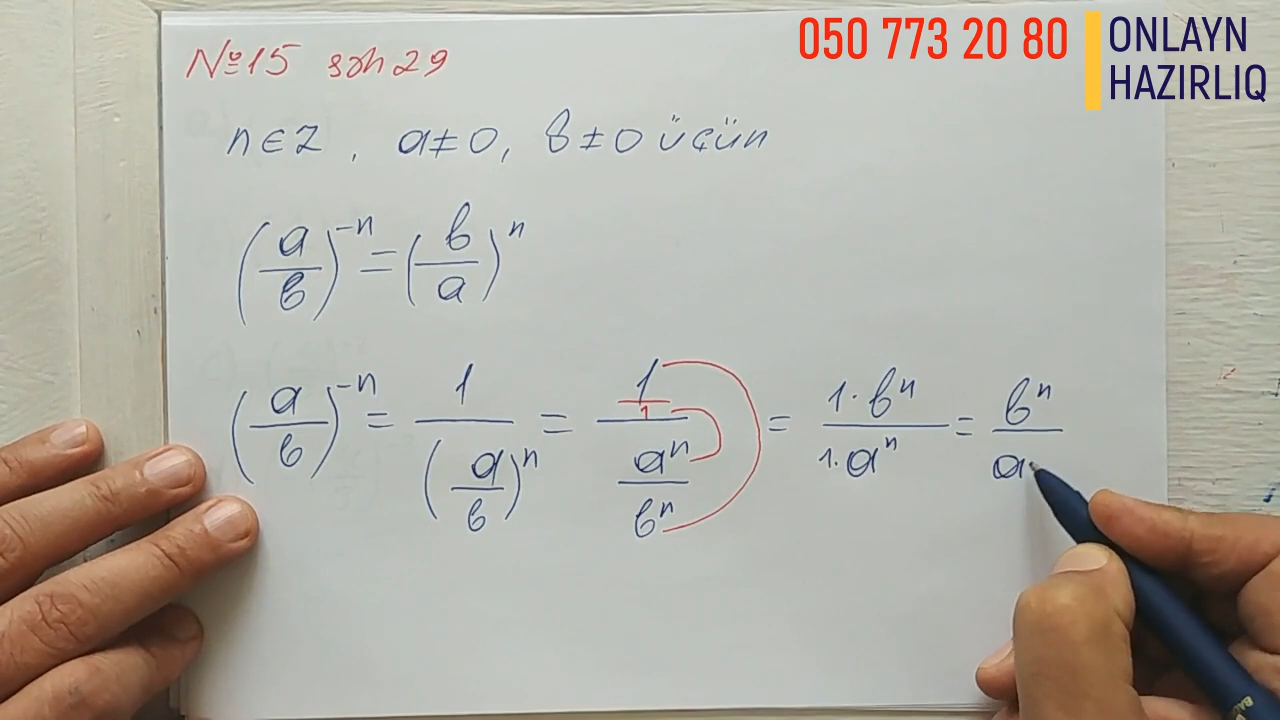 050 773 20 80
ONLAYN
HAZIRLIQ
№15 səh 29
n ∈ Z, a ≠ 0, b ≠ 0 üçün
(a/b)^-n = (b/a)^n
(a/b)^-n = 1/(a/b)^n = (1/1)/(a^n/b^n) = 1·b^n/1·a^n = b^n/a